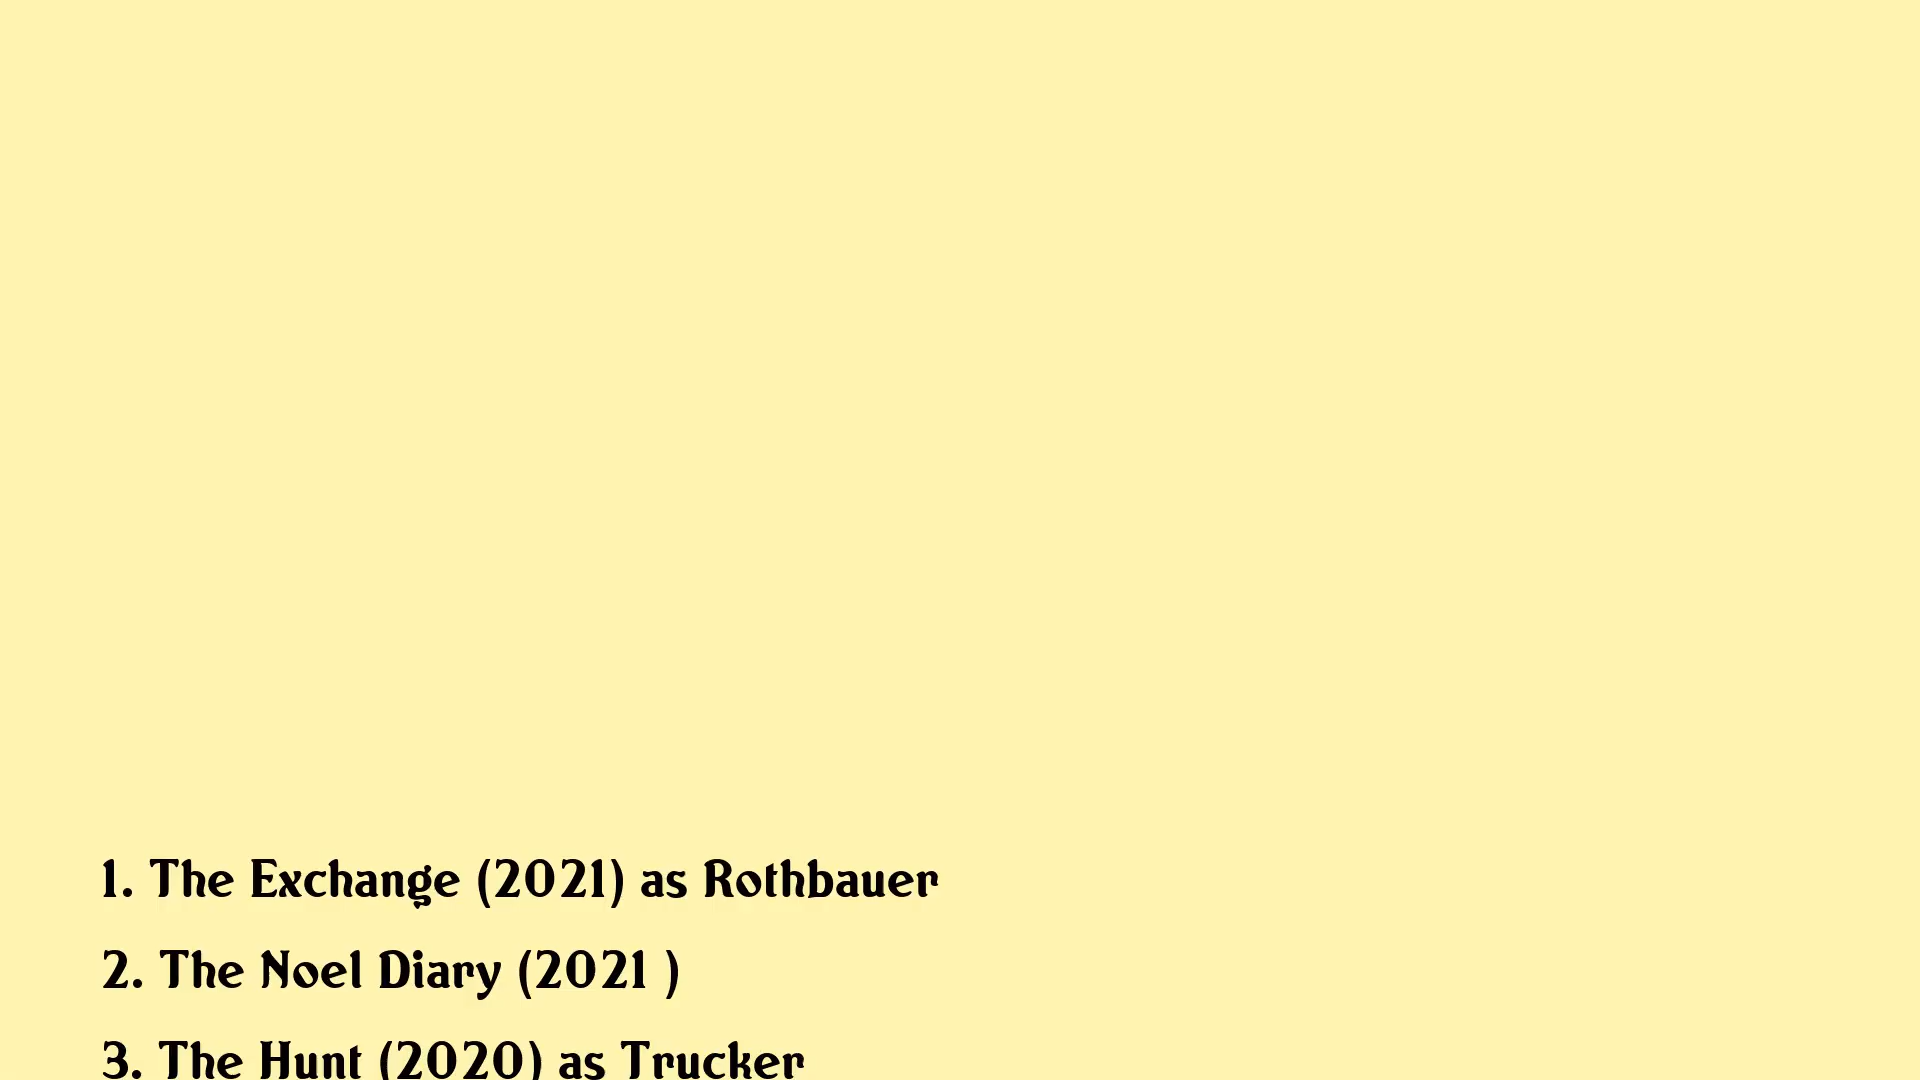 1. The Exchange (2021) as Rothbauer
2. The Noel Diary (2021 )
3. The Hunt (2020) as Trucker